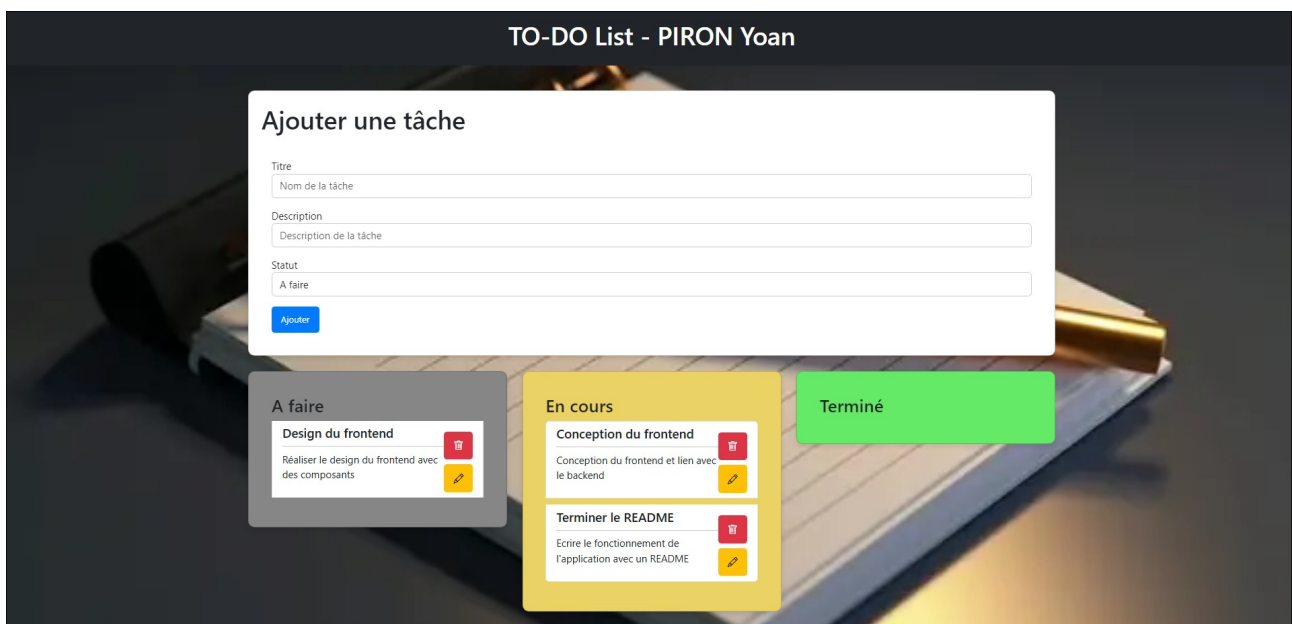 TO-DO List - PIRON Yoan
Ajouter une tâche
Titre
Nom de la tâche
Description
Description de la tâche
Statut
A faire
Ajouter
A faire
Design du frontend
Réaliser le design du frontend avec
des composants
En cours
Conception du frontend
Conception du frontend et lien avec
le backend
Terminer le README
Ecrire le fonctionnement de
l'application avec un README
Terminé